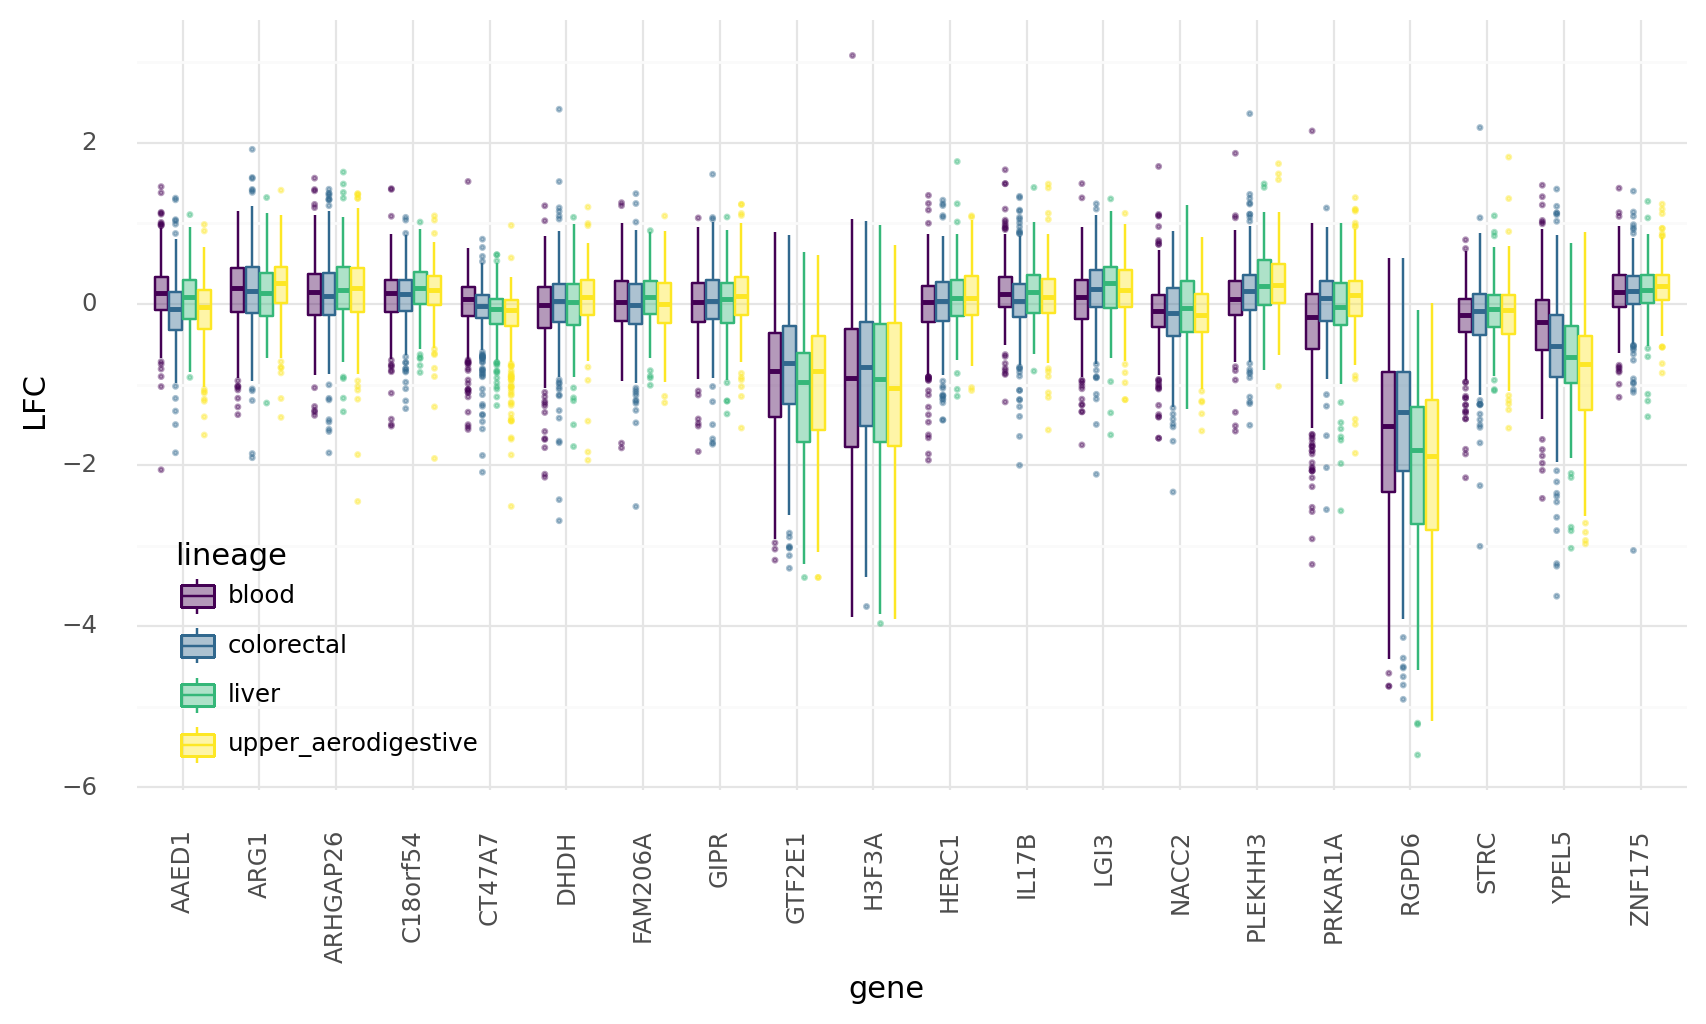 LFC
2
0
−2
−4
−6
lineage
blood
colorectal
liver
upper_aerodigestive
AAED1
ARG1
ARHGAP26
C18orf54
CT47A7
DHDH
FAM206A
GIPR
GTF2E1
H3F3A
HERC1
IL17B
LGI3
NACC2
PLEKHH3
PRKAR1A
RGPD6
STRC
YPEL5
ZNF175
gene